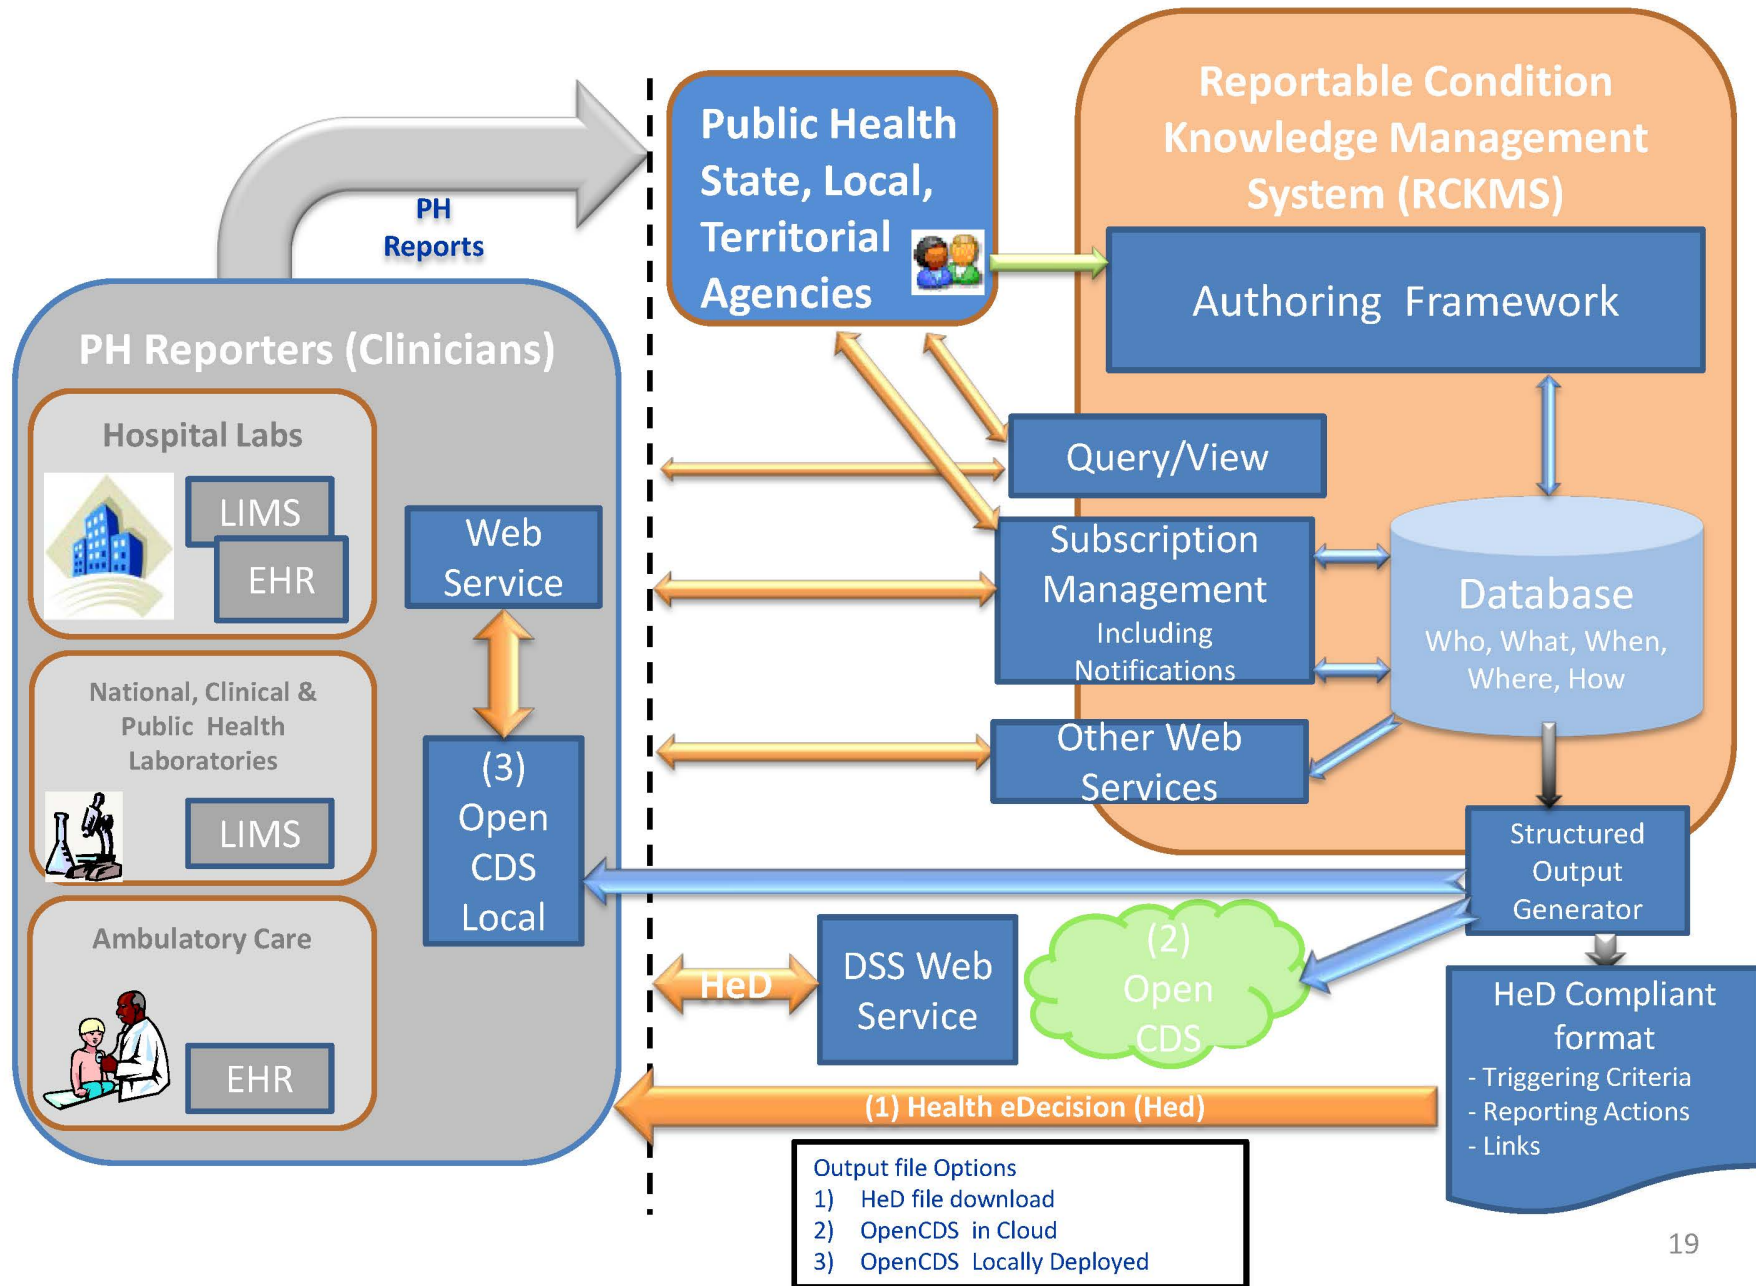 Reportable Condition
Knowledge Management
System (RCKMS)
Public Health
State, Local,
Territorial
Agencies
PH
Reports
Authoring Framework
PH Reporters (Clinicians)
Hospital Labs
LIMS
EHR
Web
Service
Query/View
Subscription
Management
Including
Notifications
Database
Who, What, When,
Where, How
National, Clinical &
Public Health
Laboratories
LIMS
(3)
Open
CDS
Local
Other Web
Services
Structured
Output
Generator
Ambulatory Care
EHR
HeD
DSS Web
Service
(2)
Open
CDS
HeD Compliant
format
- Triggering Criteria
- Reporting Actions
- Links
(1) Health eDecision (Hed)
Output file Options
1) HeD file download
2) OpenCDS in Cloud
3) OpenCDS Locally Deployed
19